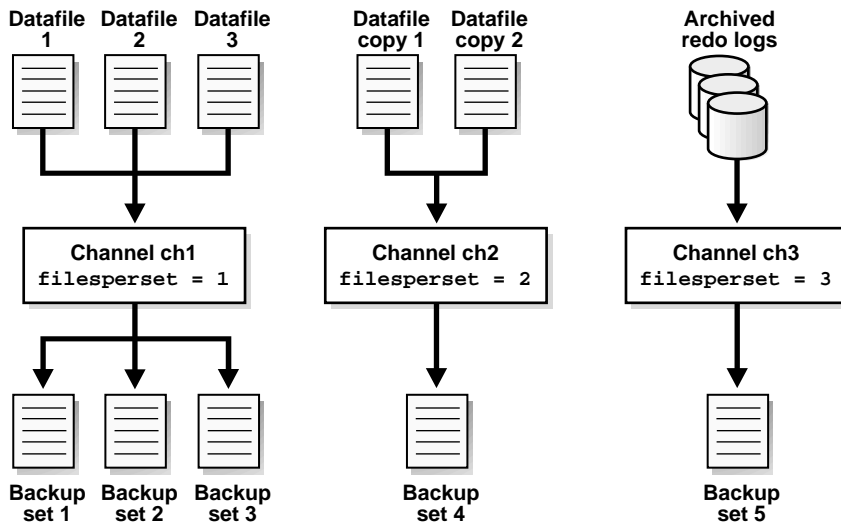 Datafile
1
Datafile
2
Datafile
3
Datafile
copy 1
Datafile
copy 2
Archived
redo logs
Channel ch1
filesperset = 1
Channel ch2
filesperset = 2
Channel ch3
filesperset = 3
Backup
set 1
Backup
set 2
Backup
set 3
Backup
set 4
Backup
set 5